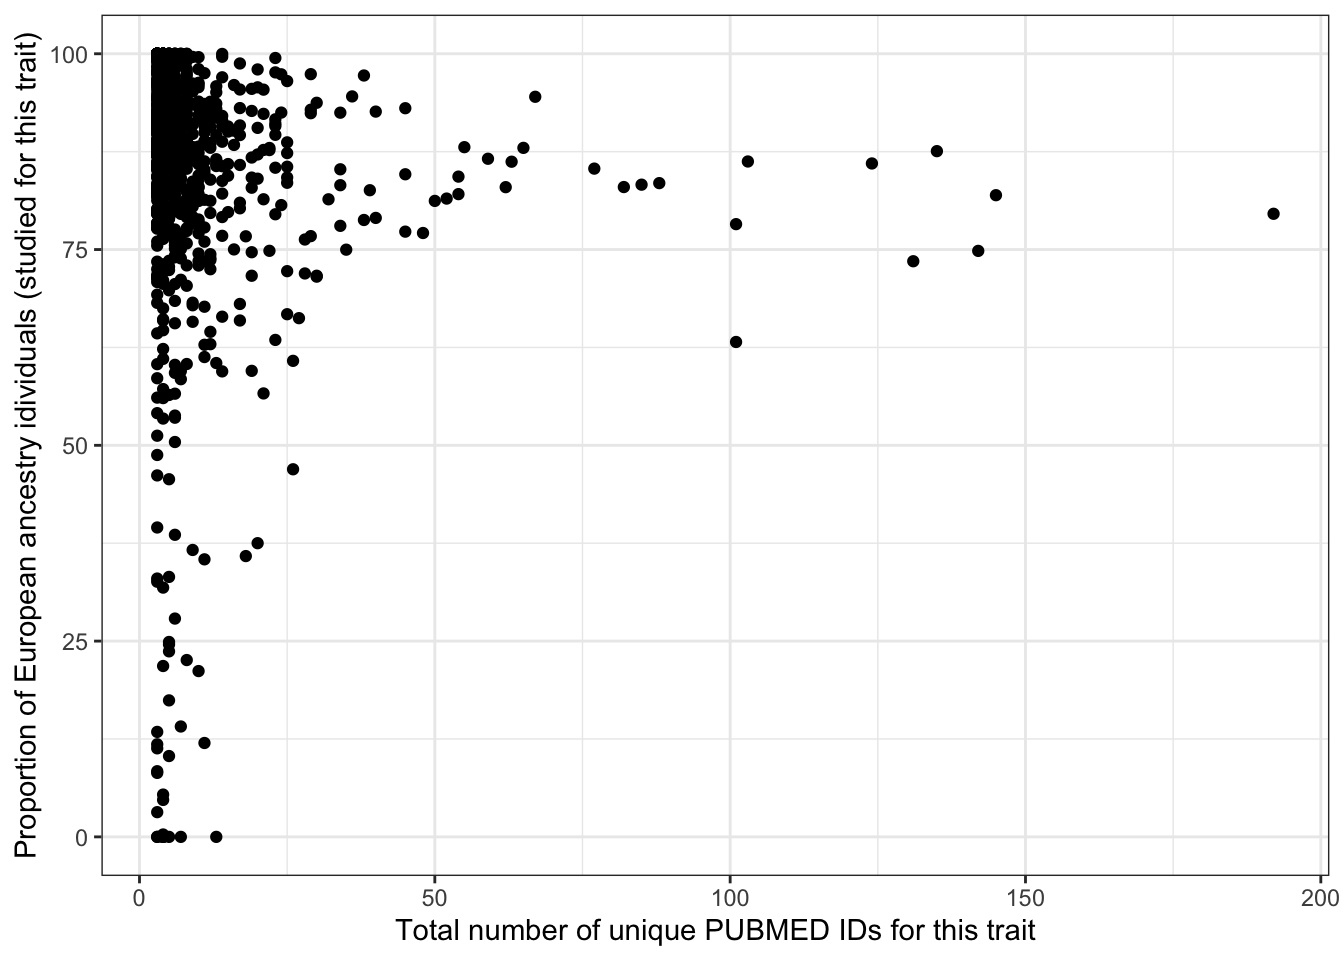 Proportion of European ancestry idividuals (studied for this trait)
100
75
50
25
0
0 50 100 150 200
Total number of unique PUBMED IDs for this trait